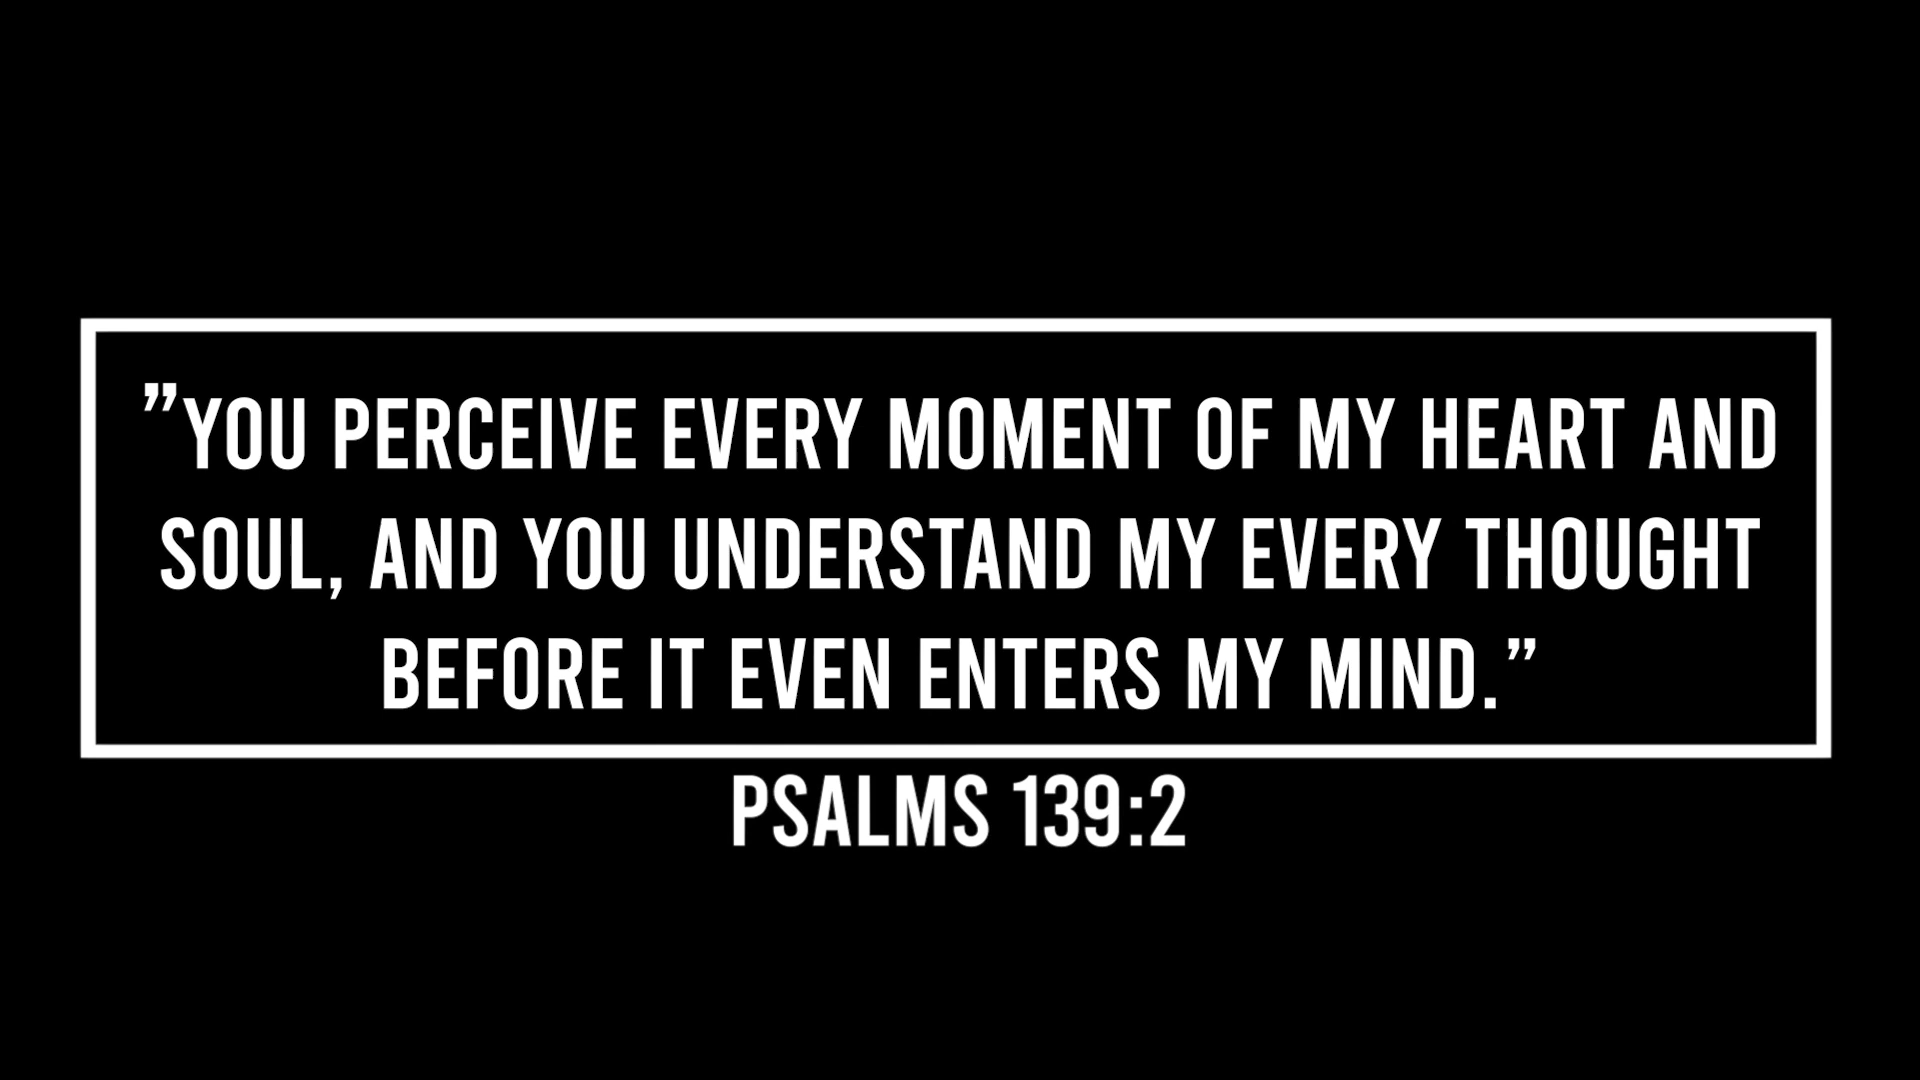 ”YOU PERCEIVE EVERY MOMENT OF MY HEART AND
SOUL, AND YOU UNDERSTAND MY EVERY THOUGHT
BEFORE IT EVEN ENTERS MY MIND.”
PSALMS 139:2